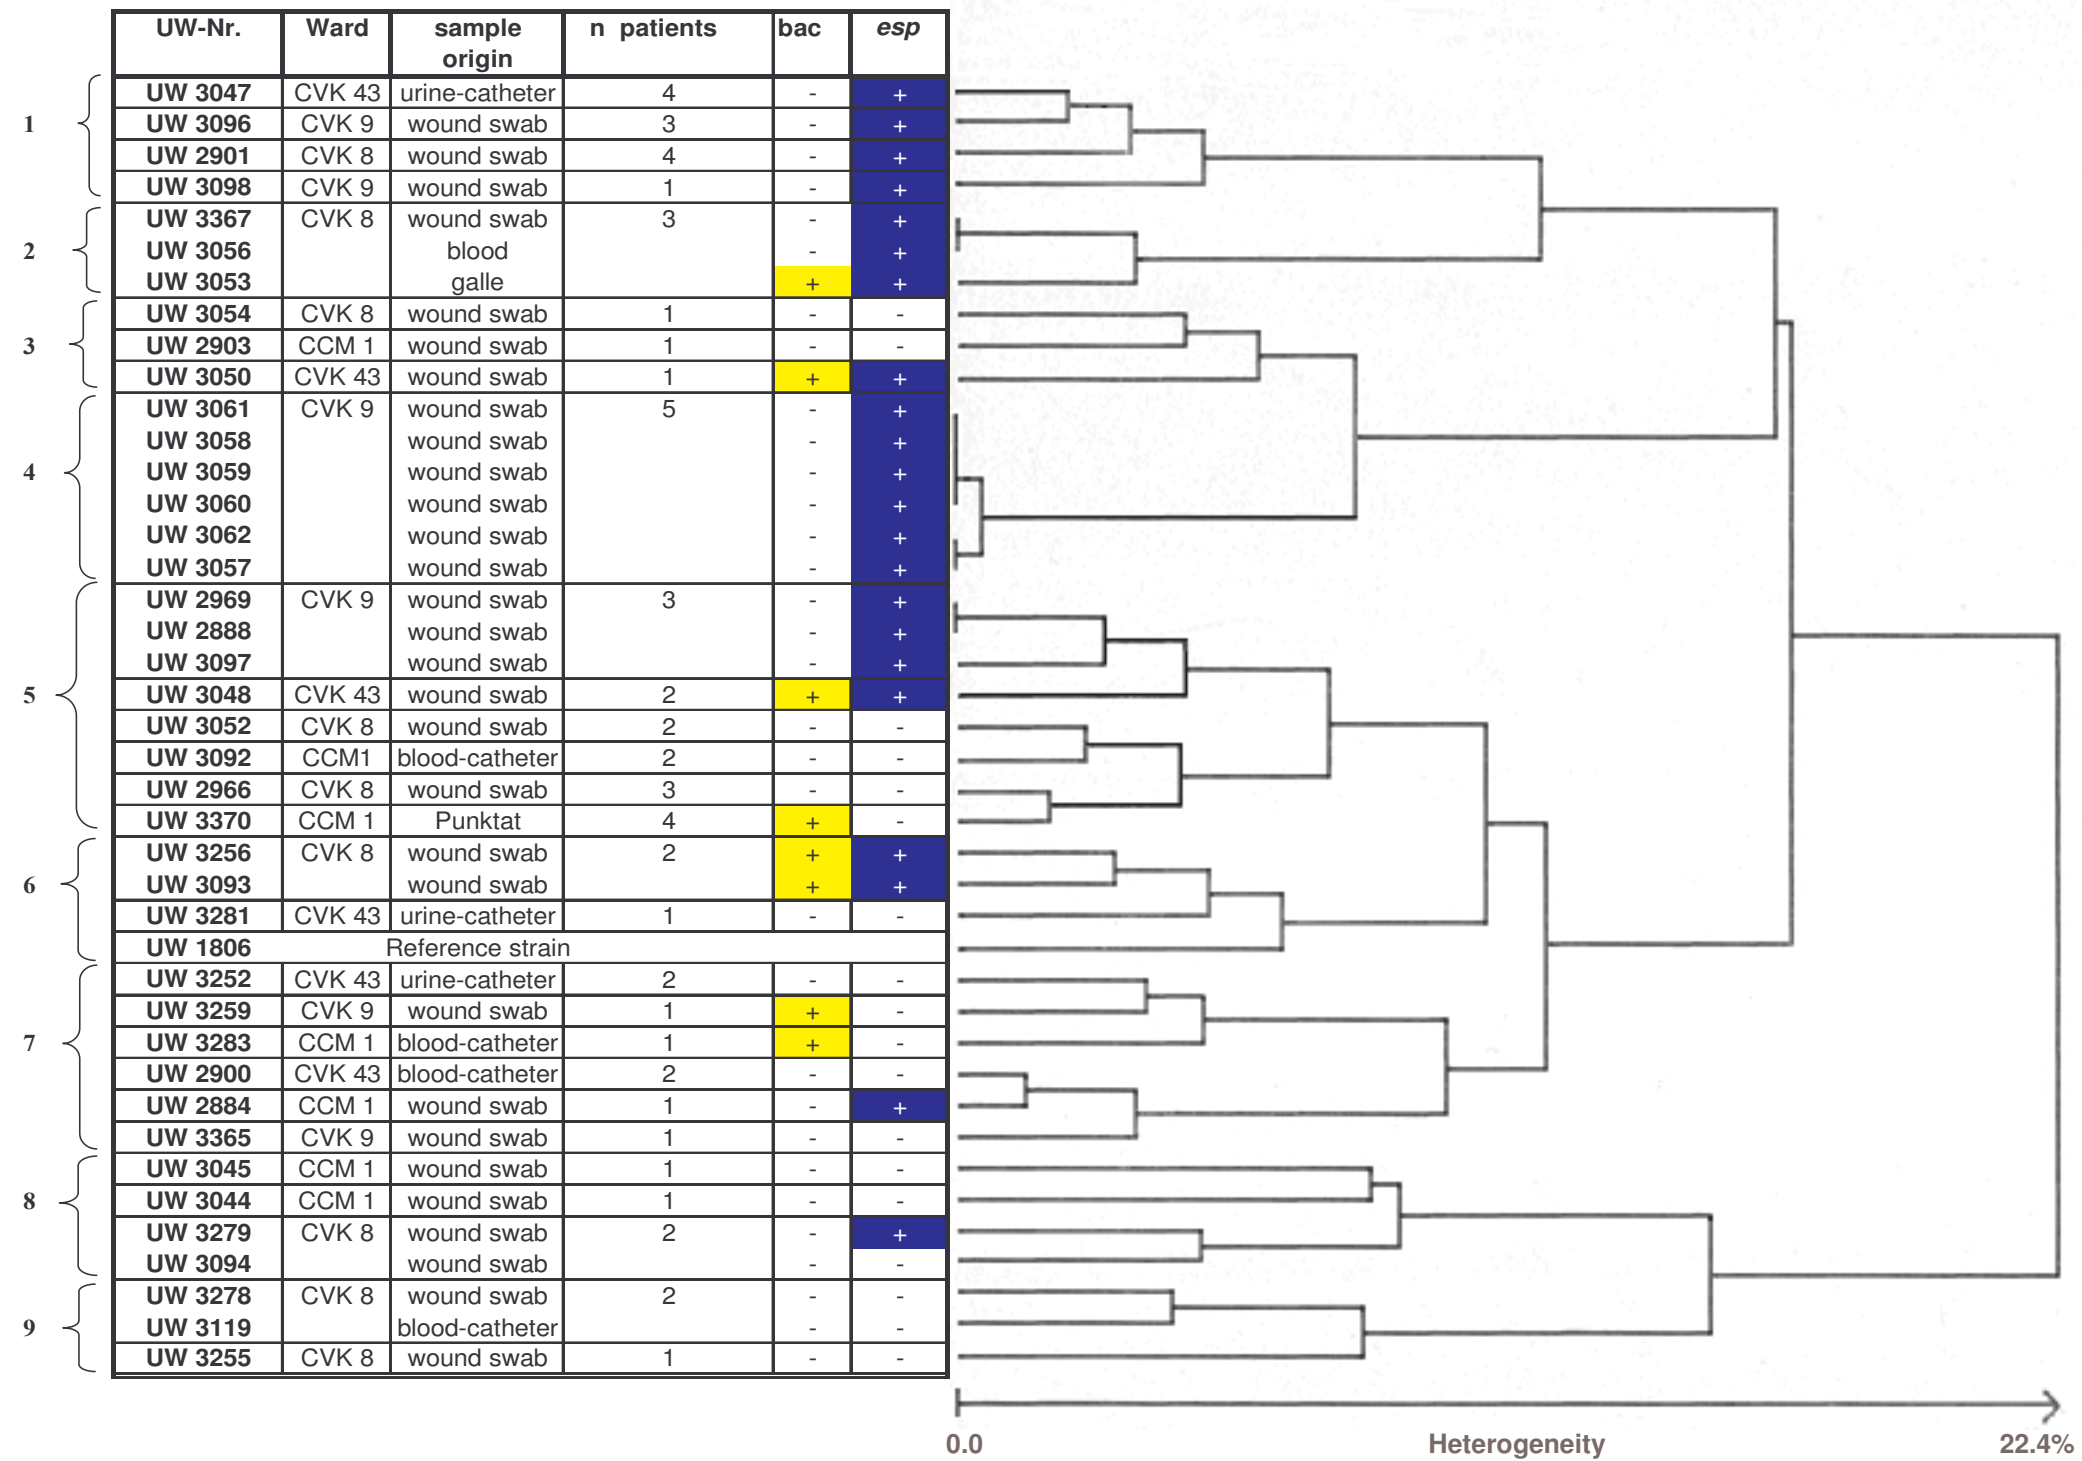 UW-Nr. Ward sample n patients bac esp
origin
UW 3047 CVK 43 urine-catheter 4 - +
1 UW 3096 CVK 9 wound swab 3 - +
UW 2901 CVK 8 wound swab 4 - +
UW 3098 CVK 9 wound swab 1 - +
UW 3367 CVK 8 wound swab 3 - +
2 UW 3056 blood - +
UW 3053 galle + +
UW 3054 CVK 8 wound swab 1 - -
3 UW 2903 CCM 1 wound swab 1 - -
UW 3050 CVK 43 wound swab 1 + +
UW 3061 CVK 9 wound swab 5 - +
UW 3058 wound swab - +
4 UW 3059 wound swab - +
UW 3060 wound swab - +
UW 3062 wound swab - +
UW 3057 wound swab - +
UW 2969 CVK 9 wound swab 3 - +
UW 2888 wound swab - +
UW 3097 wound swab - +
5 UW 3048 CVK 43 wound swab 2 + +
UW 3052 CVK 8 wound swab 2 - -
UW 3092 CCM1 blood-catheter 2 - -
UW 2966 CVK 8 wound swab 3 - -
UW 3370 CCM 1 Punktat 4 + -
UW 3256 CVK 8 wound swab 2 + +
6 UW 3093 wound swab + +
UW 3281 CVK 43 urine-catheter 1 - -
UW 1806 Reference strain
UW 3252 CVK 43 urine-catheter 2 - -
UW 3259 CVK 9 wound swab 1 + -
7 UW 3283 CCM 1 blood-catheter 1 + -
UW 2900 CVK 43 blood-catheter 2 - -
UW 2884 CCM 1 wound swab 1 - +
UW 3365 CVK 9 wound swab 1 - -
UW 3045 CCM 1 wound swab 1 - -
8 UW 3044 CCM 1 wound swab 1 - -
UW 3279 CVK 8 wound swab 2 - +
UW 3094 wound swab - -
UW 3278 CVK 8 wound swab 2 - -
9 UW 3119 blood-catheter - -
UW 3255 CVK 8 wound swab 1 - -
0.0 Heterogeneity 22.4%